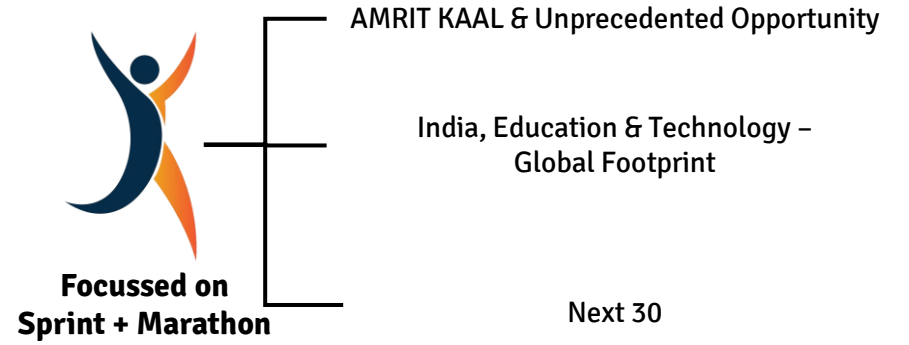 AMRIT KAAL & Unprecedented Opportunity
India, Education & Technology –
Global Footprint
Focussed on
Sprint + Marathon
Next 30